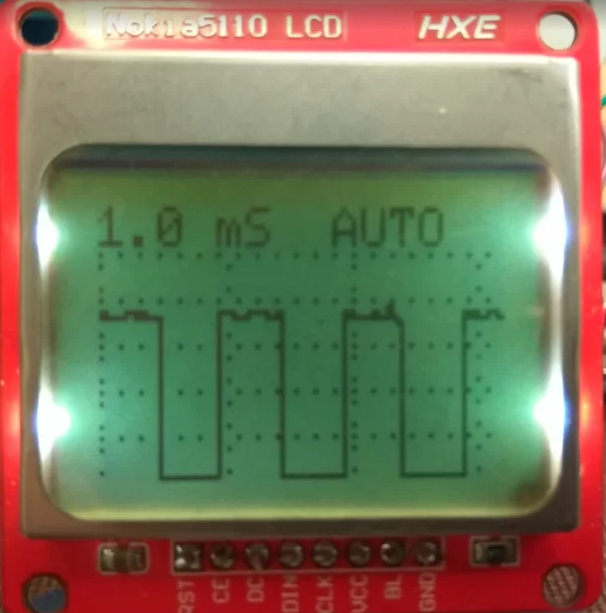 Nokia5110 LCD HXE
1.0 mS AUTO
RST CE DC DIN CLK VCC BL GND